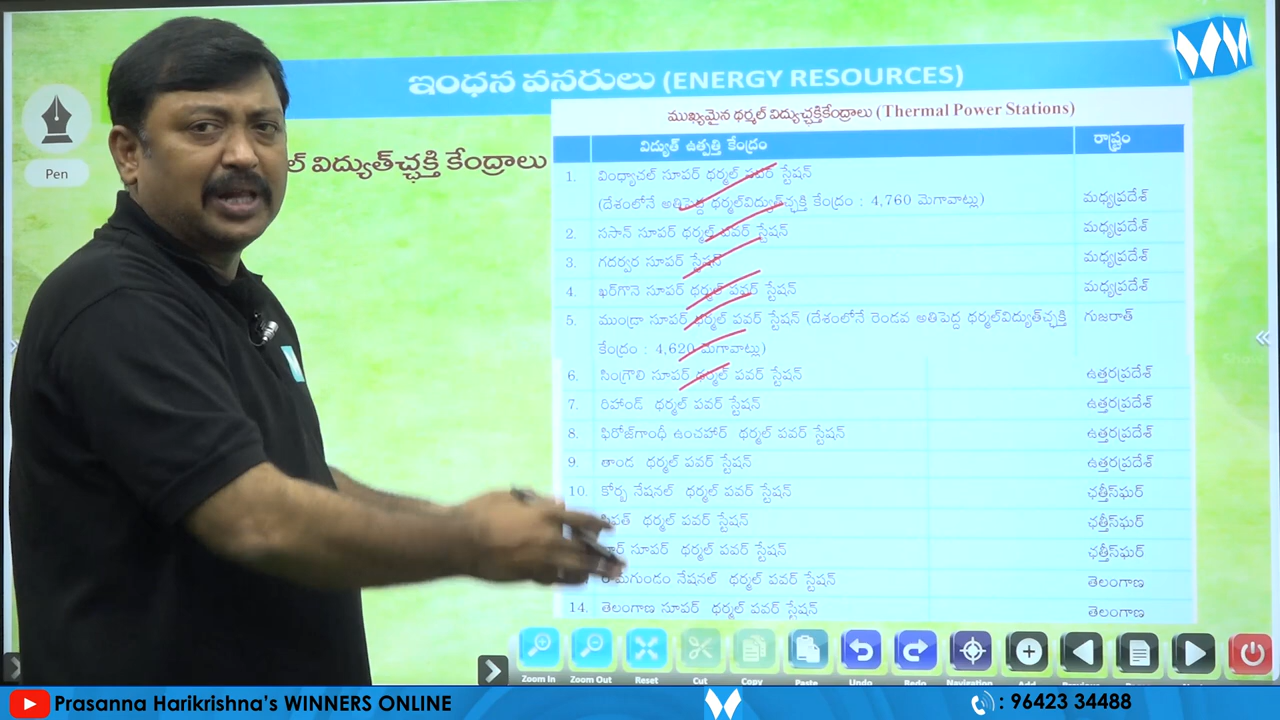 ఇంధన వనరులు (ENERGY RESOURCES)
ముఖ్యమైన థర్మల్ విద్యుచ్ఛక్తికేంద్రాలు (Thermal Power Stations)
Pen
ల్ విద్యుత్‌చ్ఛక్తి కేంద్రాలు
విద్యుత్ ఉత్పత్తి కేంద్రం రాష్ట్రం
1. వింధ్యాచల్ సూపర్ థర్మల్ పవర్ స్టేషన్
(దేశంలోనే అతిపెద్ద థర్మల్‌విద్యుత్‌చ్ఛక్తి కేంద్రం : 4,760 మెగావాట్లు) మధ్యప్రదేశ్
2. ససాన్ సూపర్ థర్మల్ పవర్ స్టేషన్ మధ్యప్రదేశ్
3. గదర్వర సూపర్ స్టేషన్ మధ్యప్రదేశ్
4. ఖర్‌గొనె సూపర్ థర్మల్ పవర్ స్టేషన్ మధ్యప్రదేశ్
5. ముంద్రా సూపర్ థర్మల్ పవర్ స్టేషన్ (దేశంలోనే రెండవ అతిపెద్ద థర్మల్‌విద్యుత్‌చ్ఛక్తి గుజరాత్
కేంద్రం : 4,620 మెగావాట్లు)
6. సింగ్రౌలి సూపర్ థర్మల్ పవర్ స్టేషన్ ఉత్తరప్రదేశ్
7. రిహాండ్ థర్మల్ పవర్ స్టేషన్ ఉత్తరప్రదేశ్
8. ఫిరోజ్‌గాంధీ ఉంచహార్ థర్మల్ పవర్ స్టేషన్ ఉత్తరప్రదేశ్
9. తాండ థర్మల్ పవర్ స్టేషన్ ఉత్తరప్రదేశ్
10. కోర్బ నేషనల్ థర్మల్ పవర్ స్టేషన్ ఛత్తీస్‌ఘర్
థర్మల్ పవర్ స్టేషన్ ఛత్తీస్‌ఘర్
సూపర్ థర్మల్ పవర్ స్టేషన్ ఛత్తీస్‌ఘర్
నేషనల్ థర్మల్ పవర్ స్టేషన్ తెలంగాణ
14. తెలంగాణ సూపర్ థర్మల్ పవర్ స్టేషన్ తెలంగాణ
Zoom In Zoom Out Reset Cut Copy Paste Undo Redo Navigation
Prasanna Harikrishna's WINNERS ONLINE : 96423 34488